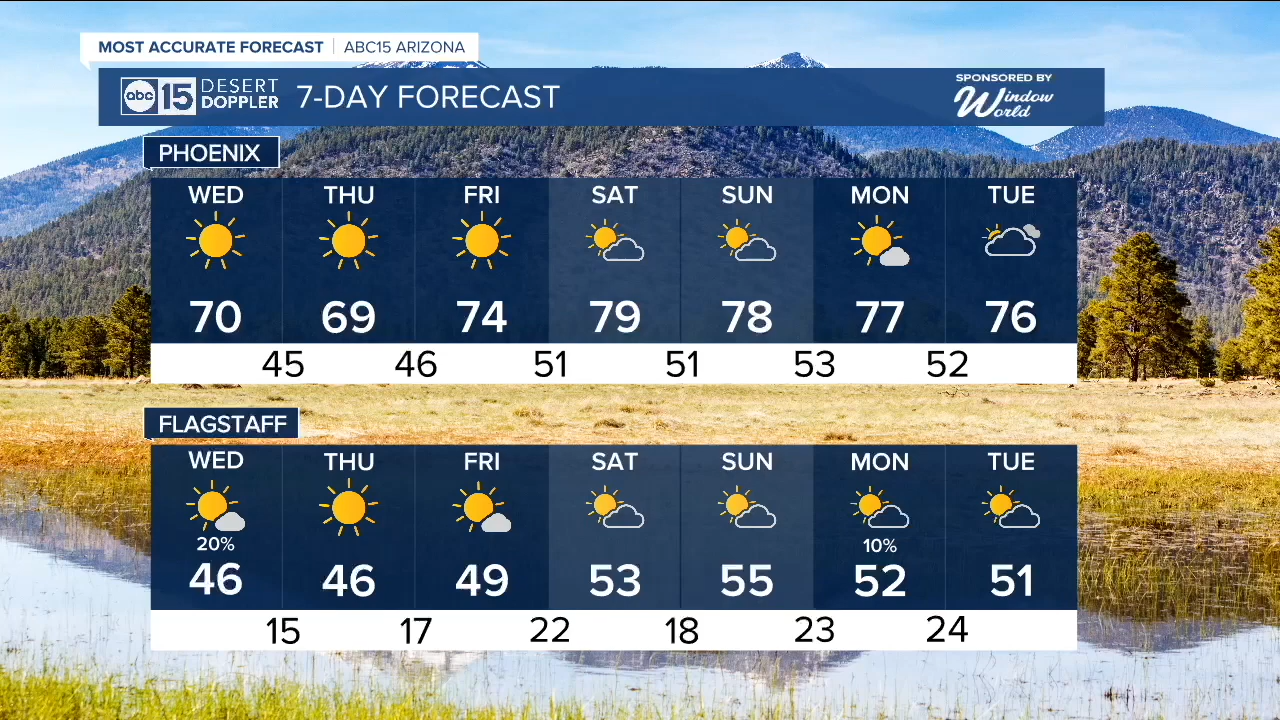 MOST ACCURATE FORECAST | ABC15 ARIZONA
abc 15 DESERT DOPPLER 7-DAY FORECAST
SPONSORED BY
Window World
PHOENIX
WED THU FRI SAT SUN MON TUE
70 69 74 79 78 77 76
45 46 51 51 53 52
FLAGSTAFF
WED THU FRI SAT SUN MON TUE
20% 10%
46 46 49 53 55 52 51
15 17 22 18 23 24